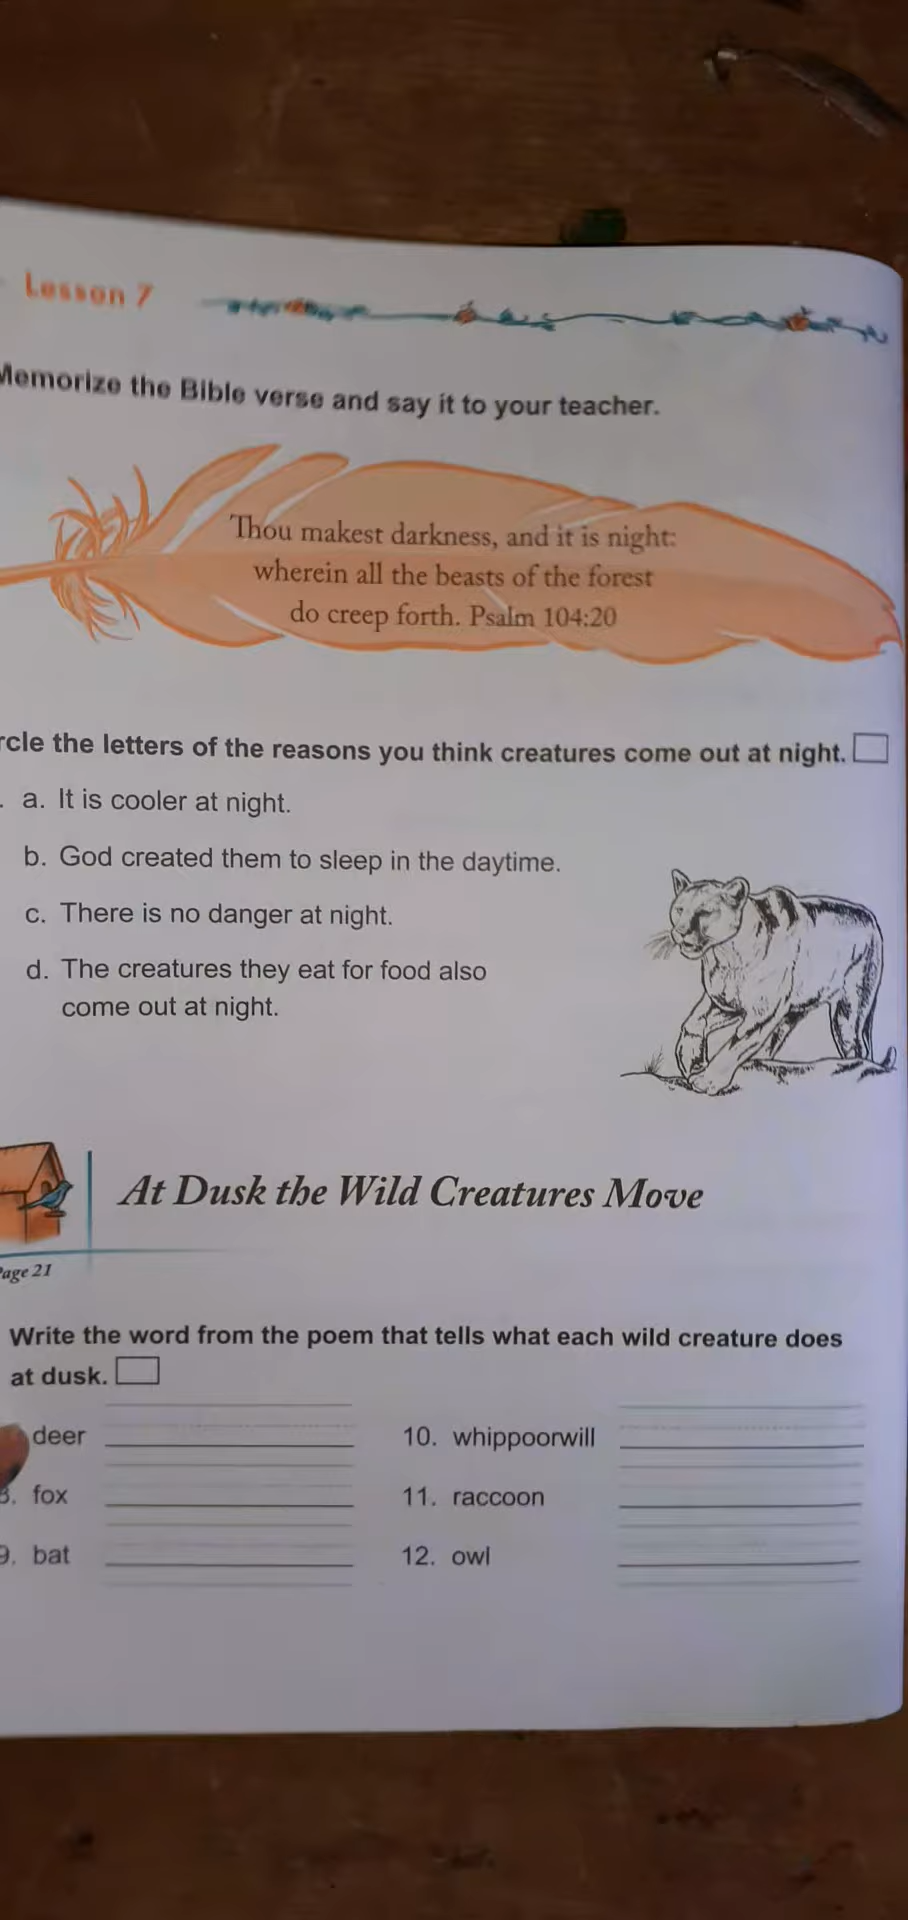 Lesson 7
Memorize the Bible verse and say it to your teacher.
Thou makest darkness, and it is night:
wherein all the beasts of the forest
do creep forth. Psalm 104:20
rcle the letters of the reasons you think creatures come out at night.
. a. It is cooler at night.
b. God created them to sleep in the daytime.
c. There is no danger at night.
d. The creatures they eat for food also
come out at night.
At Dusk the Wild Creatures Move
Page 21
Write the word from the poem that tells what each wild creature does
at dusk.
deer
10. whippoorwill
8. fox
11. raccoon
9. bat
12. owl